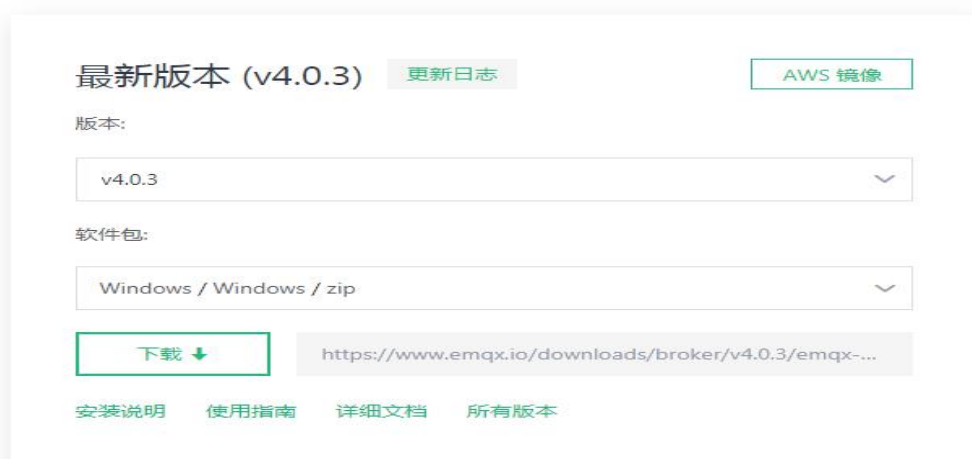 最新版本 (v4.0.3) 更新日志 AWS 镜像
版本:
v4.0.3
软件包:
Windows / Windows / zip
下载 https://www.emqx.io/downloads/broker/v4.0.3/emqx-...
安装说明 使用指南 详细文档 所有版本